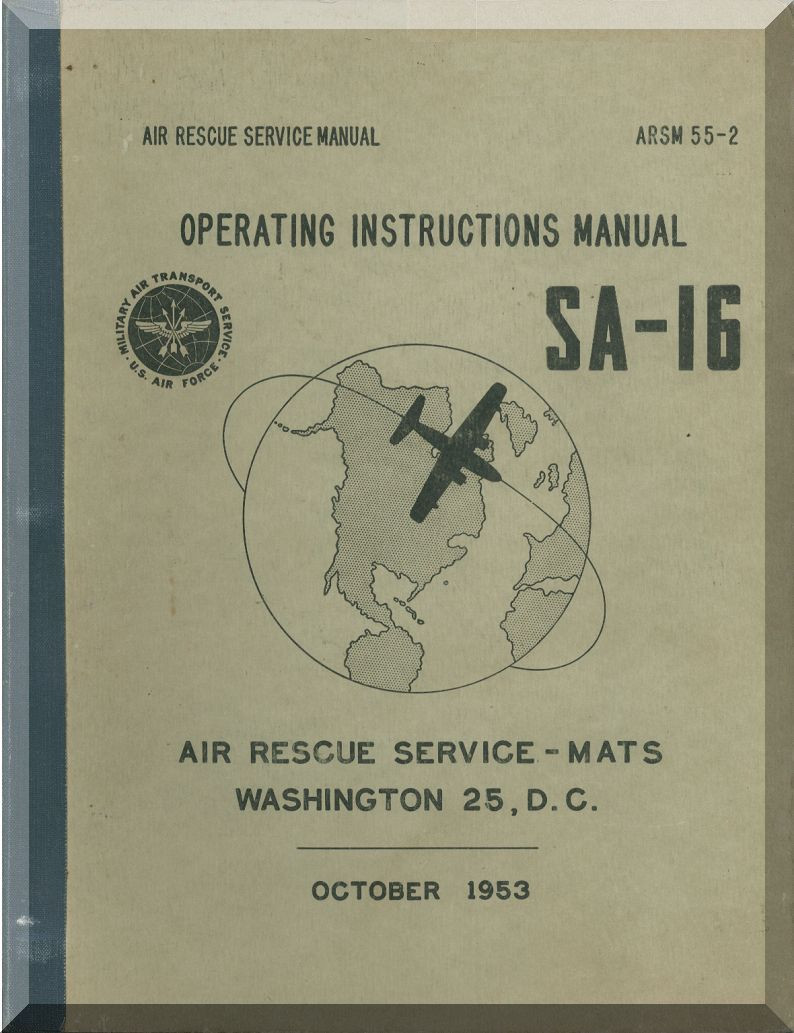 AIR RESCUE SERVICE MANUAL
ARSM 55-2
OPERATING INSTRUCTIONS MANUAL
SA-16
MILITARY AIR TRANSPORT SERVICE
· U.S. AIR FORCE ·
AIR RESCUE SERVICE - MATS
WASHINGTON 25, D.C.
OCTOBER 1953